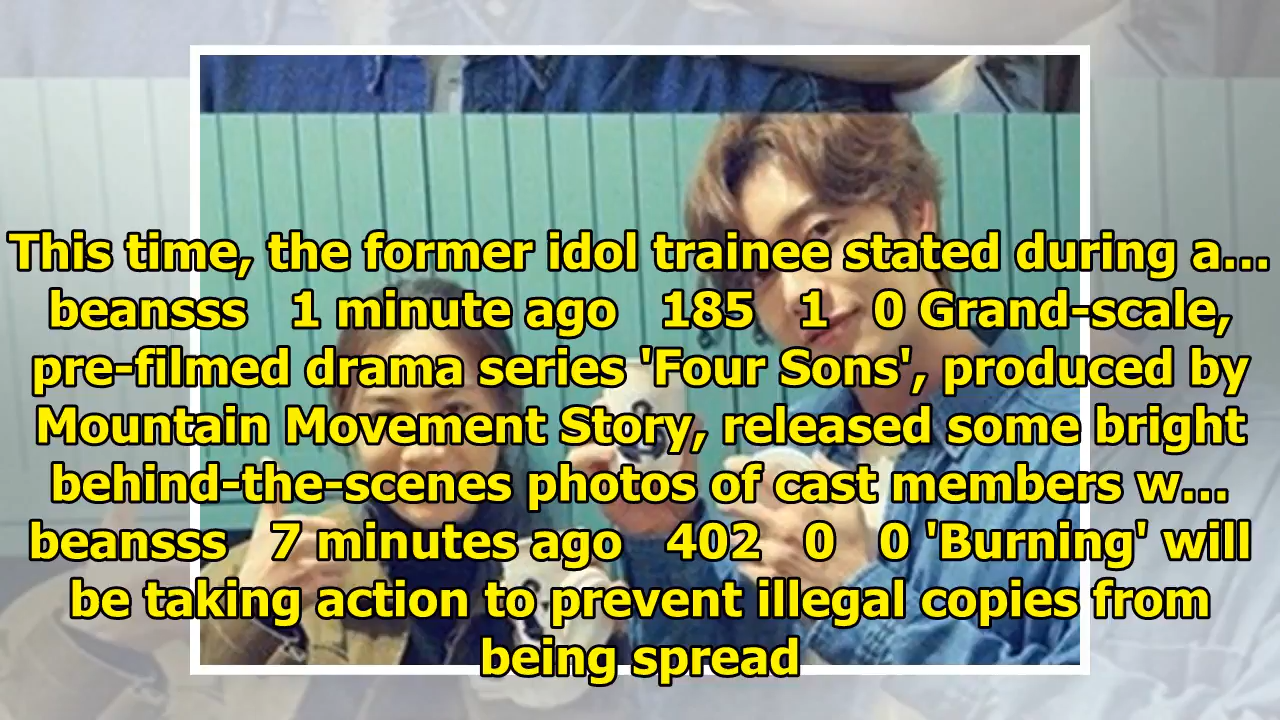 This time, the former idol trainee stated during a...
beansss 1 minute ago 185 1 0 Grand-scale,
pre-filmed drama series 'Four Sons', produced by
Mountain Movement Story, released some bright
behind-the-scenes photos of cast members w...
beansss 7 minutes ago 402 0 0 'Burning' will
be taking action to prevent illegal copies from
being spread